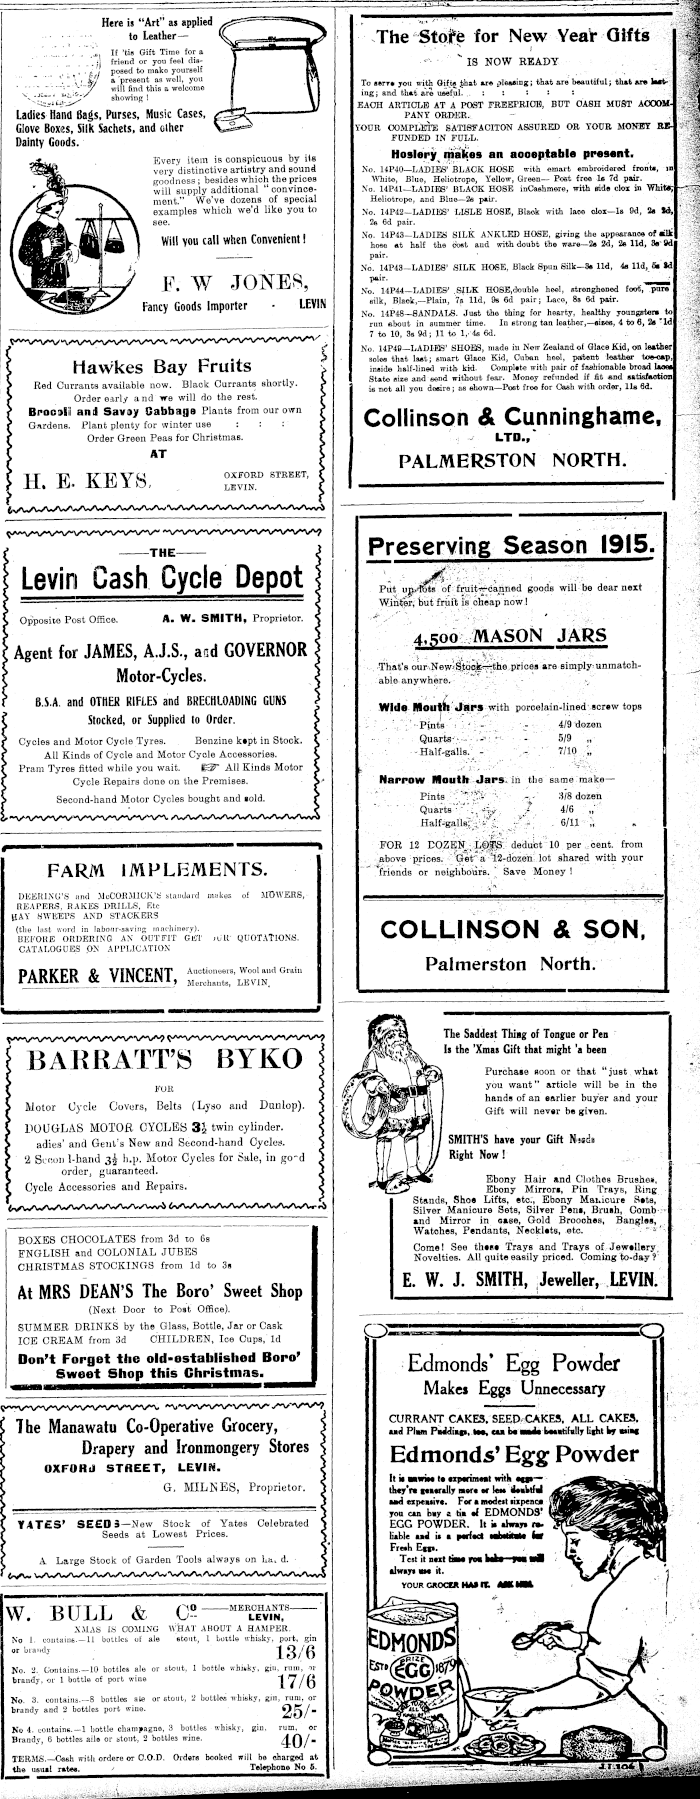 Here is "Art" as applied
to Leather—
If 'tis Gift Time for a
friend or you feel dis-
posed to make yourself
a present as well, you
will find this a welcome
showing !
Ladies Hand Bags, Purses, Music Cases,
Glove Boxes, Silk Sachets, and other
Dainty Goods.
Every item is conspicuous by its
very distinctive artistry and sound
goodness ; besides which the prices
will supply additional "convince-
ment." We've dozens of special
examples which we'd like you to
see.
Will you call when Convenient !
F. W JONES,
Fancy Goods Importer - LEVIN
Hawkes Bay Fruits
Red Currants available now. Black Currants shortly.
Order early and we will do the rest.
Brocoli and Savoy Cabbage Plants from our own
Gardens. Plant plenty for winter use : : :
Order Green Peas for Christmas.
AT
H. E. KEYS, OXFORD STREET,
LEVIN.
THE
Levin Cash Cycle Depot
Opposite Post Office. A. W. SMITH, Proprietor.
Agent for JAMES, A.J.S., and GOVERNOR
Motor-Cycles.
B.S.A. and OTHER RIFLES and BRECHLOADING GUNS
Stocked, or Supplied to Order.
Cycles and Motor Cycle Tyres. Benzine kept in Stock.
All Kinds of Cycle and Motor Cycle Accessories.
Pram Tyres fitted while you wait. ☞ All Kinds Motor
Cycle Repairs done on the Premises.
Second-hand Motor Cycles bought and sold.
FARM IMPLEMENTS.
DEERING'S and McCORMICK'S standard makes of MOWERS,
REAPERS, RAKES DRILLS, Etc
HAY SWEEPS AND STACKERS
(the last word in labour-saving machinery).
BEFORE ORDERING AN OUTFIT GET OUR QUOTATIONS.
CATALOGUES ON APPLICATION
PARKER & VINCENT, Auctioneers, Wool and Grain
Merchants, LEVIN
BARRATT'S BYKO
FOR
Motor Cycle Covers, Belts (Lyso and Dunlop).
DOUGLAS MOTOR CYCLES 3½ twin cylinder.
adies' and Gent's New and Second-hand Cycles.
2 Secon l-hand 3½ h.p. Motor Cycles for Sale, in go-d
order, guaranteed.
Cycle Accessories and Repairs.
BOXES CHOCOLATES from 3d to 6s
ENGLISH and COLONIAL JUBES
CHRISTMAS STOCKINGS from 1d to 3s
At MRS DEAN'S The Boro' Sweet Shop
(Next Door to Post Office).
SUMMER DRINKS by the Glass, Bottle, Jar or Cask
ICE CREAM from 3d CHILDREN, Ice Cups, 1d
Don't Forget the old-established Boro'
Sweet Shop this Christmas.
The Manawatu Co-Operative Grocery,
Drapery and Ironmongery Stores
OXFORD STREET, LEVIN.
G. MILNES, Proprietor.
YATES' SEEDS—New Stock of Yates Celebrated
Seeds at Lowest Prices.
A Large Stock of Garden Tools always on
W. BULL & Co MERCHANTS
LEVIN,
XMAS IS COMING WHAT ABOUT A HAMPER.
No 1. contains.—11 bottles of ale stout, 1 bottle whisky, port, gin
or brandy 13/6
No. 2. Contains.—10 bottles ale or stout, 1 bottle whisky, gin, rum, or
brandy, or 1 bottle of port wine 17/6
No. 3. contains.—8 bottles ale or stout, 2 bottles whisky, gin, rum, or
brandy and 2 bottles port wine. 25/-
No 4. contains.—1 bottle champagne, 3 bottles whisky, gin. rum, or
Brandy, 6 bottles aile or stout, 2 bottles wine. 40/-
TERMS.—Cash with ordere or C.O.D. Orders booked will be charged at
the usual rates. Telephone No 5.
The Store for New Year Gifts
IS NOW READY
To serve you with Gifts that are pleasing; that are beautiful; that are last-
ing; and that are useful. : : : : :
EACH ARTICLE AT A POST FREEPRICE, BUT CASH MUST ACCOM-
PANY ORDER.
YOUR COMPLETE SATISFACITON ASSURED OR YOUR MONEY RE-
FUNDED IN FULL.
Hosiery makes an acceptable present.
No. 14P40—LADIES' BLACK HOSE with smart embroidered fronts, in
White, Blue, Heliotrope, Yellow, Green— Post free 1s 7d pair.
No. 14P41—LADIES' BLACK HOSE inCashmere, with side clox in White,
Heliotrope, and Blue—2s pair.
No. 14P42—LADIES' LISLE HOSE, Black with lace clox—1s 9d, 2s 3d,
2s 6d pair.
No. 14P43—LADIES SILK ANKLED HOSE, giving the appearance of silk
hose at half the cost and with doubt the ware—2s 2d, 2s 11d, 3s 9d
pair.
No. 14P43—LADIES' SILK HOSE, Black Spun Silk—3s 11d, 4s 11d, 5s 3d
pair.
No. 14P44—LADIES' SILK HOSE,double heel, stronghened foot, pure
silk, Black,—Plain, 7s 11d, 9s 6d pair; Lace, 8s 6d pair.
No. 14P48—SANDALS. Just the thing for hearty, healthy youngsters to
run about in summer time. In strong tan leather,—sizes, 4 to 6, 2s 11d
7 to 10, 3s 9d; 11 to 1, 4s 6d.
No. 14P49—LADIES' SHOES, made in New Zealand of Glace Kid, on leather
soles that last; smart Glace Kid, Cuban heel, patent leather toe-cap,
inside half-lined with kid. Complete with pair of fashionable broad laces
State size and send without fear. Money refunded if fit and satisfaction
is not all you desire; as shown—Post free for Cash with order, 11s 6d.
Collinson & Cunninghame,
LTD.,
PALMERSTON NORTH.
Preserving Season 1915.
Put up lots of fruit—canned goods will be dear next
Winter, but fruit is cheap now!
4,500 MASON JARS
That's our New Stock—the prices are simply unmatch-
able anywhere.
Wide Mouth Jars with porcelain-lined screw tops
Pints - - 4/9 dozen
Quarts - - 5/9 „
Half-galls. - - 7/10 „
Narrow Mouth Jars in the same make—
Pints - - 3/8 dozen
Quarts - - 4/6 „
Half-galls. - - 6/11 „
FOR 12 DOZEN LOTS deduct 10 per cent. from
above prices. Get a 12-dozen lot shared with your
friends or neighbours. Save Money!
COLLINSON & SON,
Palmerston North.
The Saddest Thing of Tongue or Pen
Is the 'Xmas Gift that might 'a been
Purchase soon or that "just what
you want" article will be in the
hands of an earlier buyer and your
Gift will never be given.
SMITH'S have your Gift Needs
Right Now!
Ebony Hair and Clothes Brushes,
Ebony Mirrors, Pin Trays, Ring
Stands, Shoe Lifts, etc., Ebony Manicure Sets,
Silver Manicure Sets, Silver Pens, Brush, Comb
and Mirror in case, Gold Brooches, Bangles,
Watches, Pendants, Necklets, etc.
Come! See these Trays and Trays of Jewellery
Novelties. All quite easily priced. Coming to-day?
E. W. J. SMITH, Jeweller, LEVIN.
Edmonds' Egg Powder
Makes Eggs Unnecessary
CURRANT CAKES, SEED CAKES, ALL CAKES,
and Plum Puddings, too, can be made beautifully light by using
Edmonds' Egg Powder
It is unwise to experiment with eggs—
they're generally more or less doubtful
and expensive. For a modest sixpence
you can buy a tin of EDMONDS'
EGG POWDER. It is always re-
liable and is a perfect substitute for
Fresh Eggs.
Test it next time you bake—you will
always use it.
YOUR GROCER HAS IT. ASK HIM.
EDMONDS
PRIZE
ESTD EGG 1879
POWDER